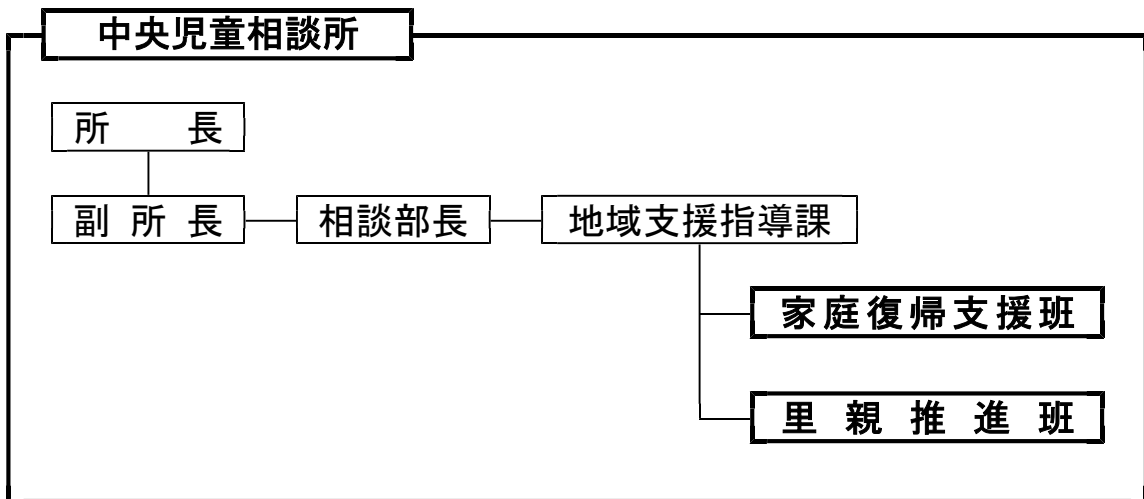 中央児童相談所
所長
副所長
相談部長
地域支援指導課
家庭復帰支援班
里親推進班